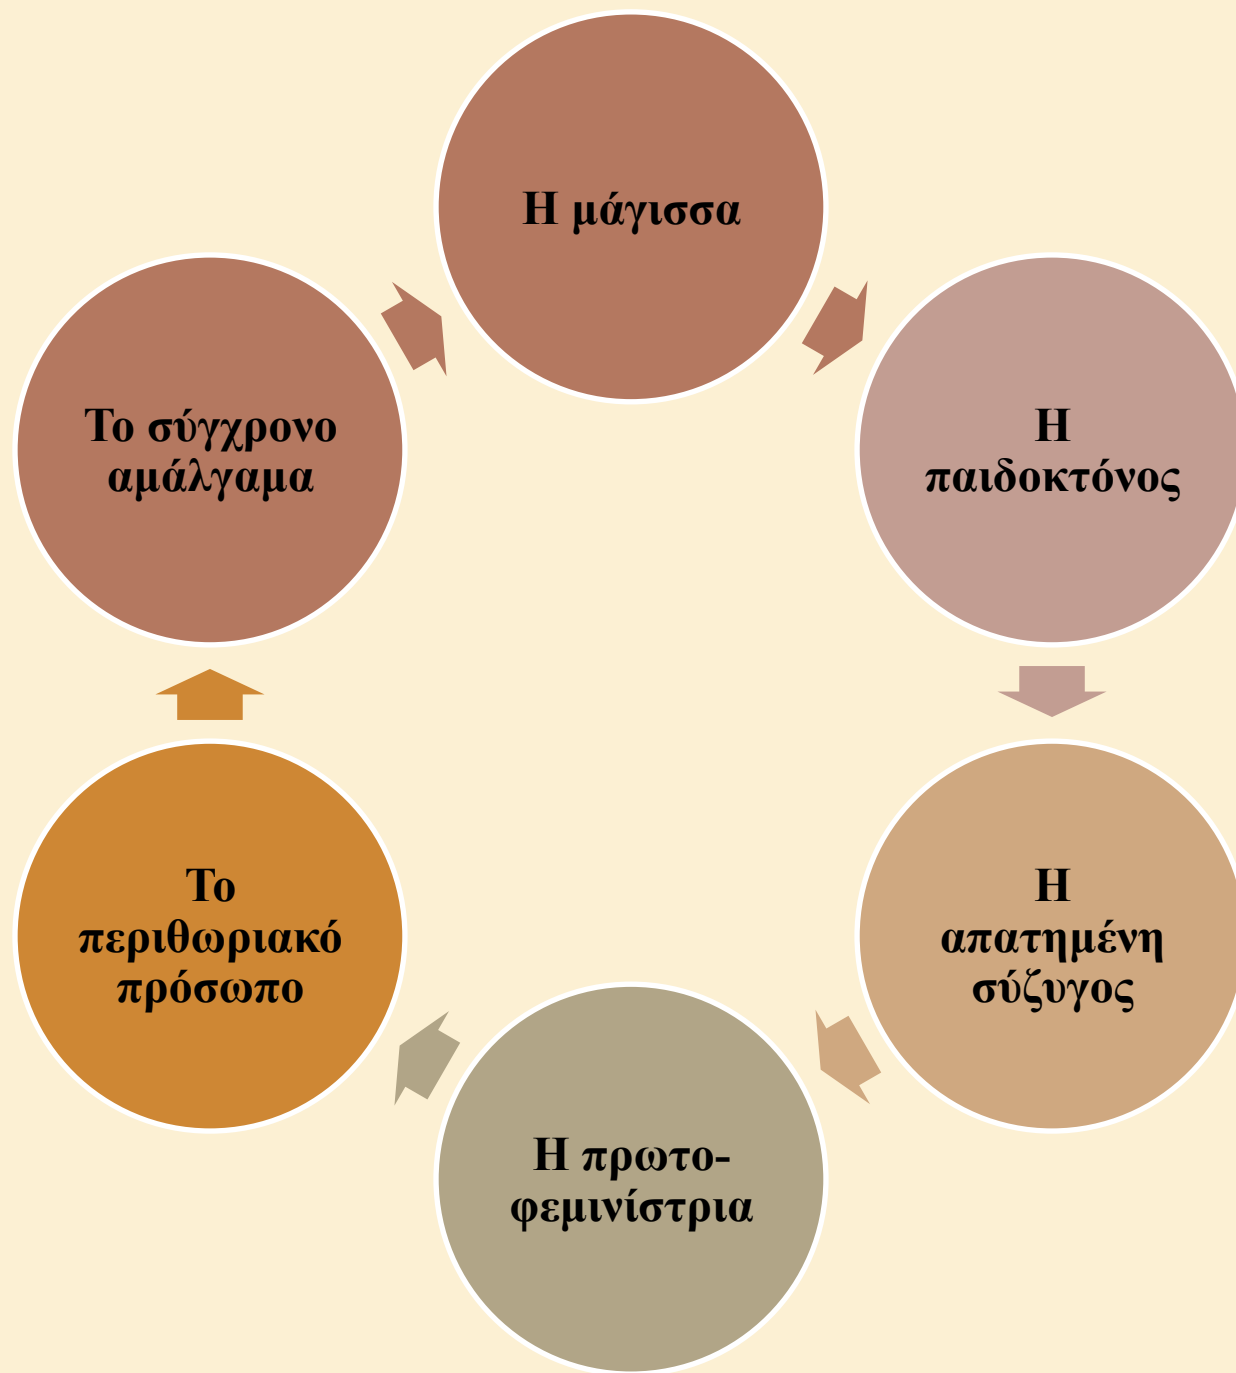 Η μάγισσα
Η
παιδοκτόνος
Η
απατημένη
σύζυγος
Η πρωτο-
φεμινίστρια
Το
περιθωριακό
πρόσωπο
Το σύγχρονο
αμάλγαμα